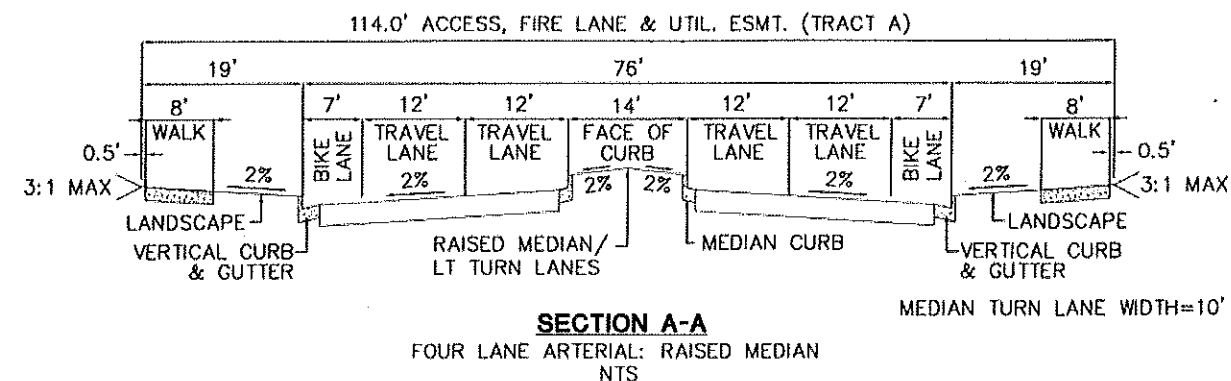 114.0' ACCESS, FIRE LANE & UTIL. ESMT. (TRACT A)
19' 76' 19'
8' 7' 12' 12' 14' 12' 12' 7' 8'
WALK BIKE LANE TRAVEL LANE TRAVEL LANE FACE OF CURB TRAVEL LANE TRAVEL LANE BIKE LANE WALK
0.5' 0.5'
3:1 MAX 2% 2% 2% 2% 2% 2% 3:1 MAX
LANDSCAPE LANDSCAPE
VERTICAL CURB & GUTTER
RAISED MEDIAN/
LT TURN LANES
MEDIAN CURB
VERTICAL CURB
& GUTTER
MEDIAN TURN LANE WIDTH=10'
SECTION A-A
FOUR LANE ARTERIAL: RAISED MEDIAN
NTS